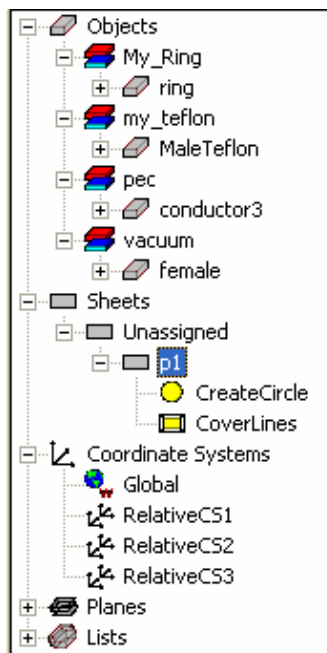 Objects
My_Ring
ring
my_teflon
MaleTeflon
pec
conductor3
vacuum
female
Sheets
Unassigned
p1
CreateCircle
CoverLines
Coordinate Systems
Global
RelativeCS1
RelativeCS2
RelativeCS3
Planes
Lists